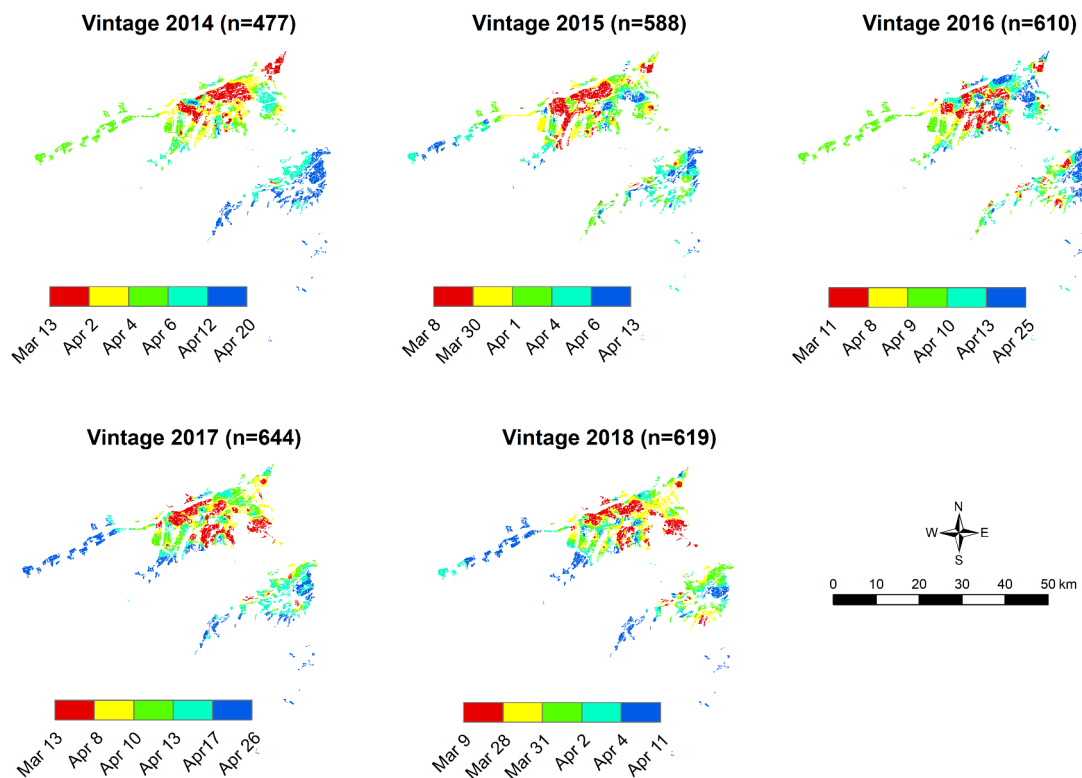 Vintage 2014 (n=477)
Vintage 2015 (n=588)
Vintage 2016 (n=610)
Mar 13
Apr 2
Apr 4
Apr 6
Apr12
Apr 20
Mar 8
Mar 30
Apr 1
Apr 4
Apr 6
Apr 13
Mar 11
Apr 8
Apr 9
Apr 10
Apr13
Apr 25
Vintage 2017 (n=644)
Vintage 2018 (n=619)
N
W E
S
0 10 20 30 40 50 km
Mar 13
Apr 8
Apr 10
Apr 13
Apr17
Apr 26
Mar 9
Mar 28
Mar 31
Apr 2
Apr 4
Apr 11